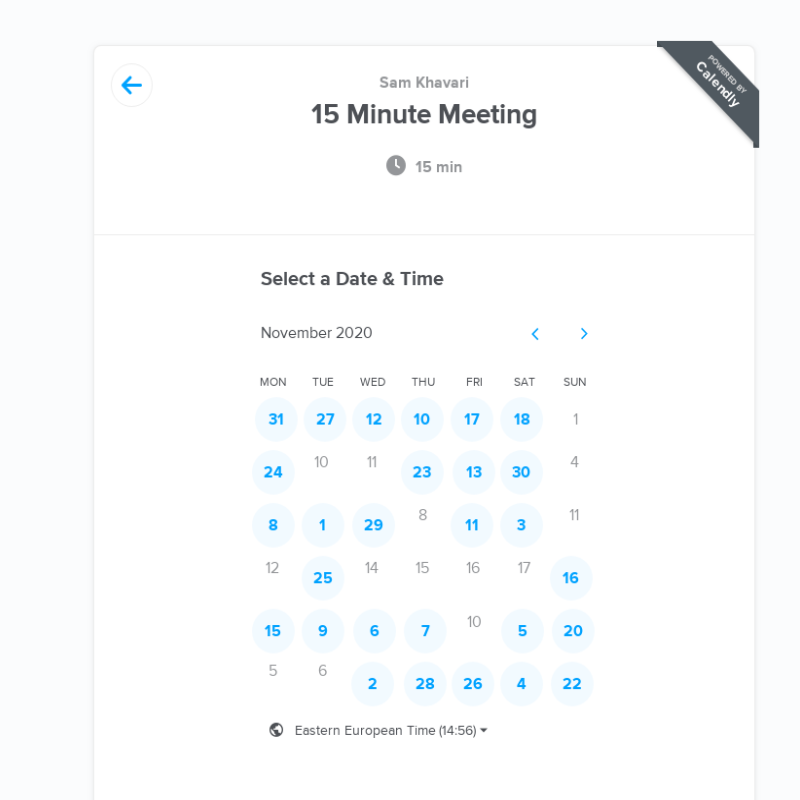 Sam Khavari
POWERED BY
Calendly
15 Minute Meeting
15 min
Select a Date & Time
November 2020
MON TUE WED THU FRI SAT SUN
31 27 12 10 17 18 1
24 10 11 23 13 30 4
8 1 29 8 11 3 11
12 25 14 15 16 17 16
15 9 6 7 10 5 20
5 6 2 28 26 4 22
Eastern European Time (14:56)